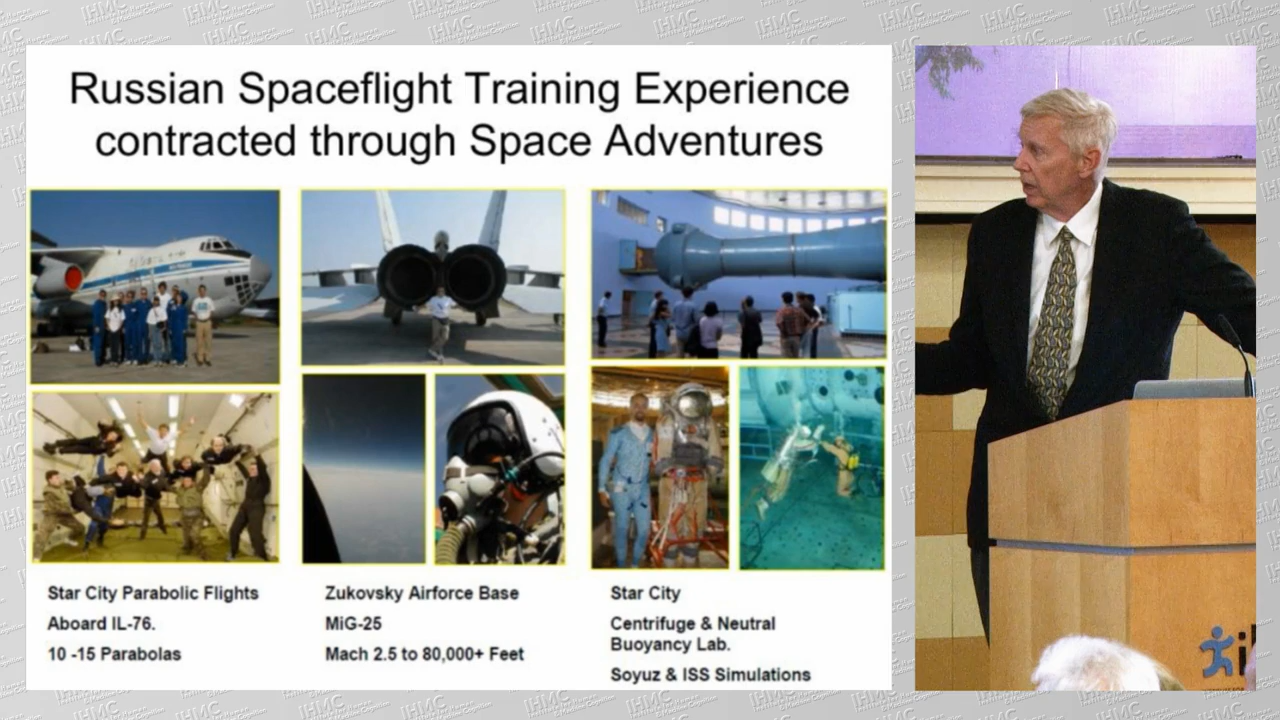 Russian Spaceflight Training Experience
contracted through Space Adventures
Star City Parabolic Flights
Aboard IL-76.
10 -15 Parabolas
Zukovsky Airforce Base
MiG-25
Mach 2.5 to 80,000+ Feet
Star City
Centrifuge & Neutral
Buoyancy Lab.
Soyuz & ISS Simulations
IHMC